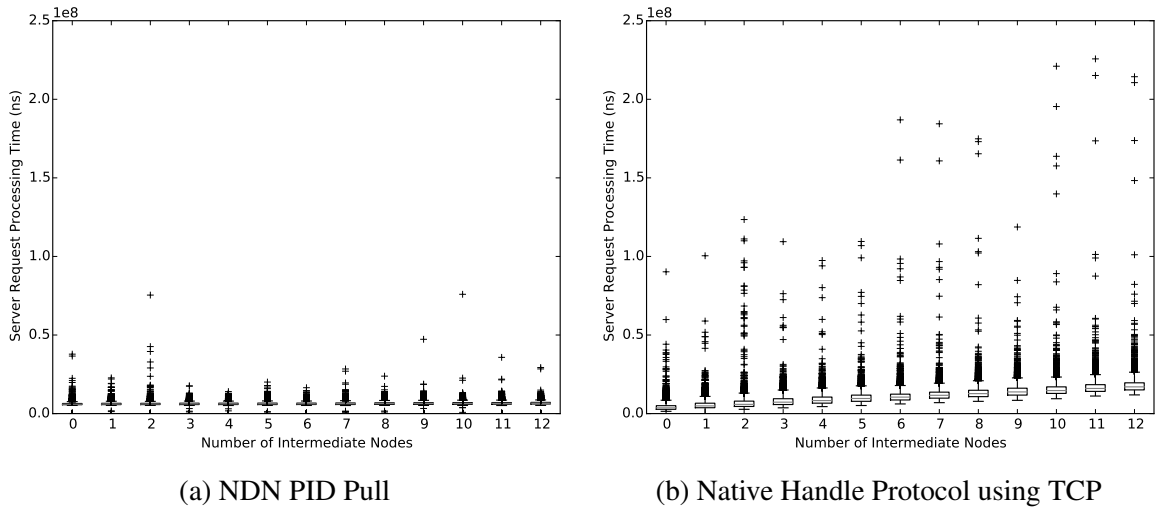 1e8
2.5
2.0
1.5
1.0
0.5
0.0
Server Request Processing Time (ns)
0 1 2 3 4 5 6 7 8 9 10 11 12
Number of Intermediate Nodes
(a) NDN PID Pull
1e8
2.5
2.0
1.5
1.0
0.5
0.0
Server Request Processing Time (ns)
0 1 2 3 4 5 6 7 8 9 10 11 12
Number of Intermediate Nodes
(b) Native Handle Protocol using TCP